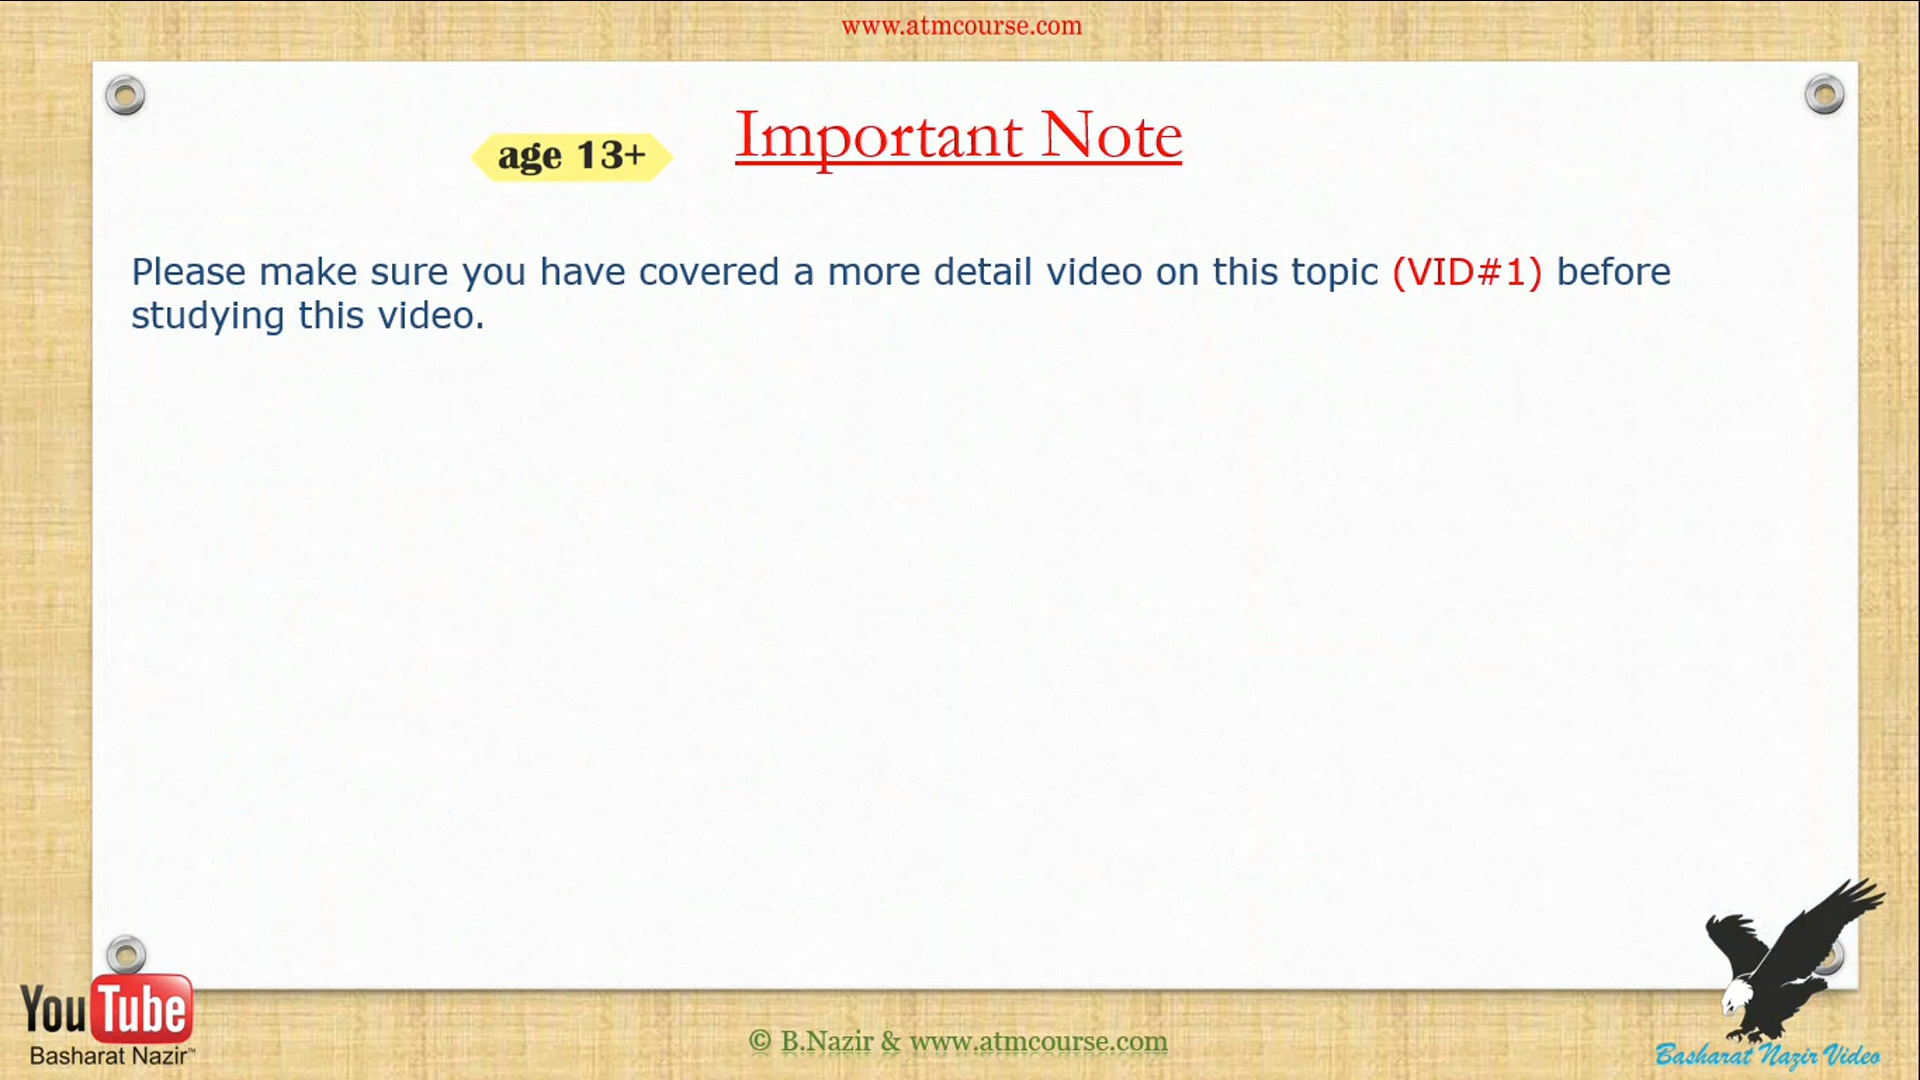 www.atmcourse.com
age 13+
Important Note
Please make sure you have covered a more detail video on this topic (VID#1) before
studying this video.
YouTube
Basharat Nazir™
© B.Nazir & www.atmcourse.com
Basharat Nazir Video